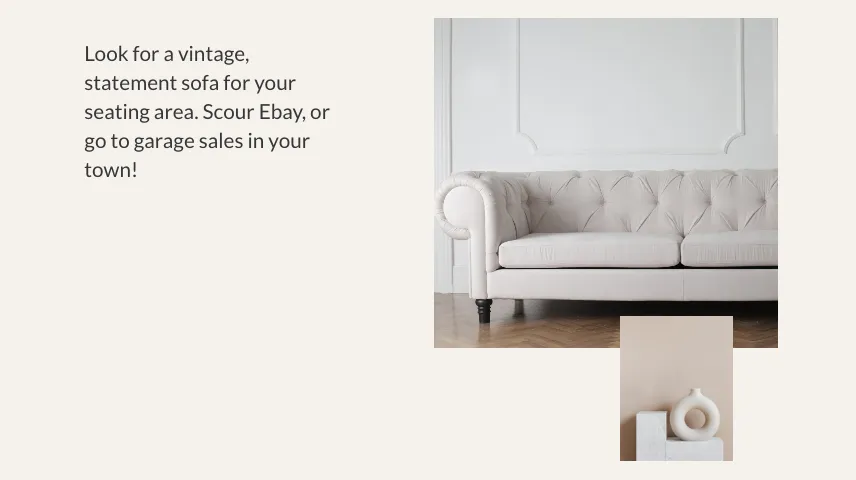 Look for a vintage,
statement sofa for your
seating area. Scour Ebay, or
go to garage sales in your
town!